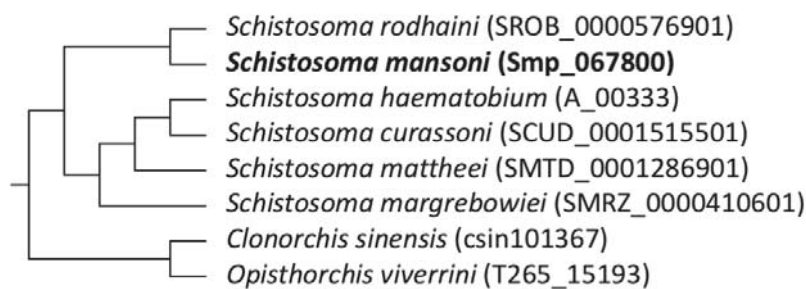 Schistosoma rodhaini (SROB_0000576901)
Schistosoma mansoni (Smp_067800)
Schistosoma haematobium (A_00333)
Schistosoma curassoni (SCUD_0001515501)
Schistosoma mattheei (SMTD_0001286901)
Schistosoma margrebowiei (SMRZ_0000410601)
Clonorchis sinensis (csin101367)
Opisthorchis viverrini (T265_15193)